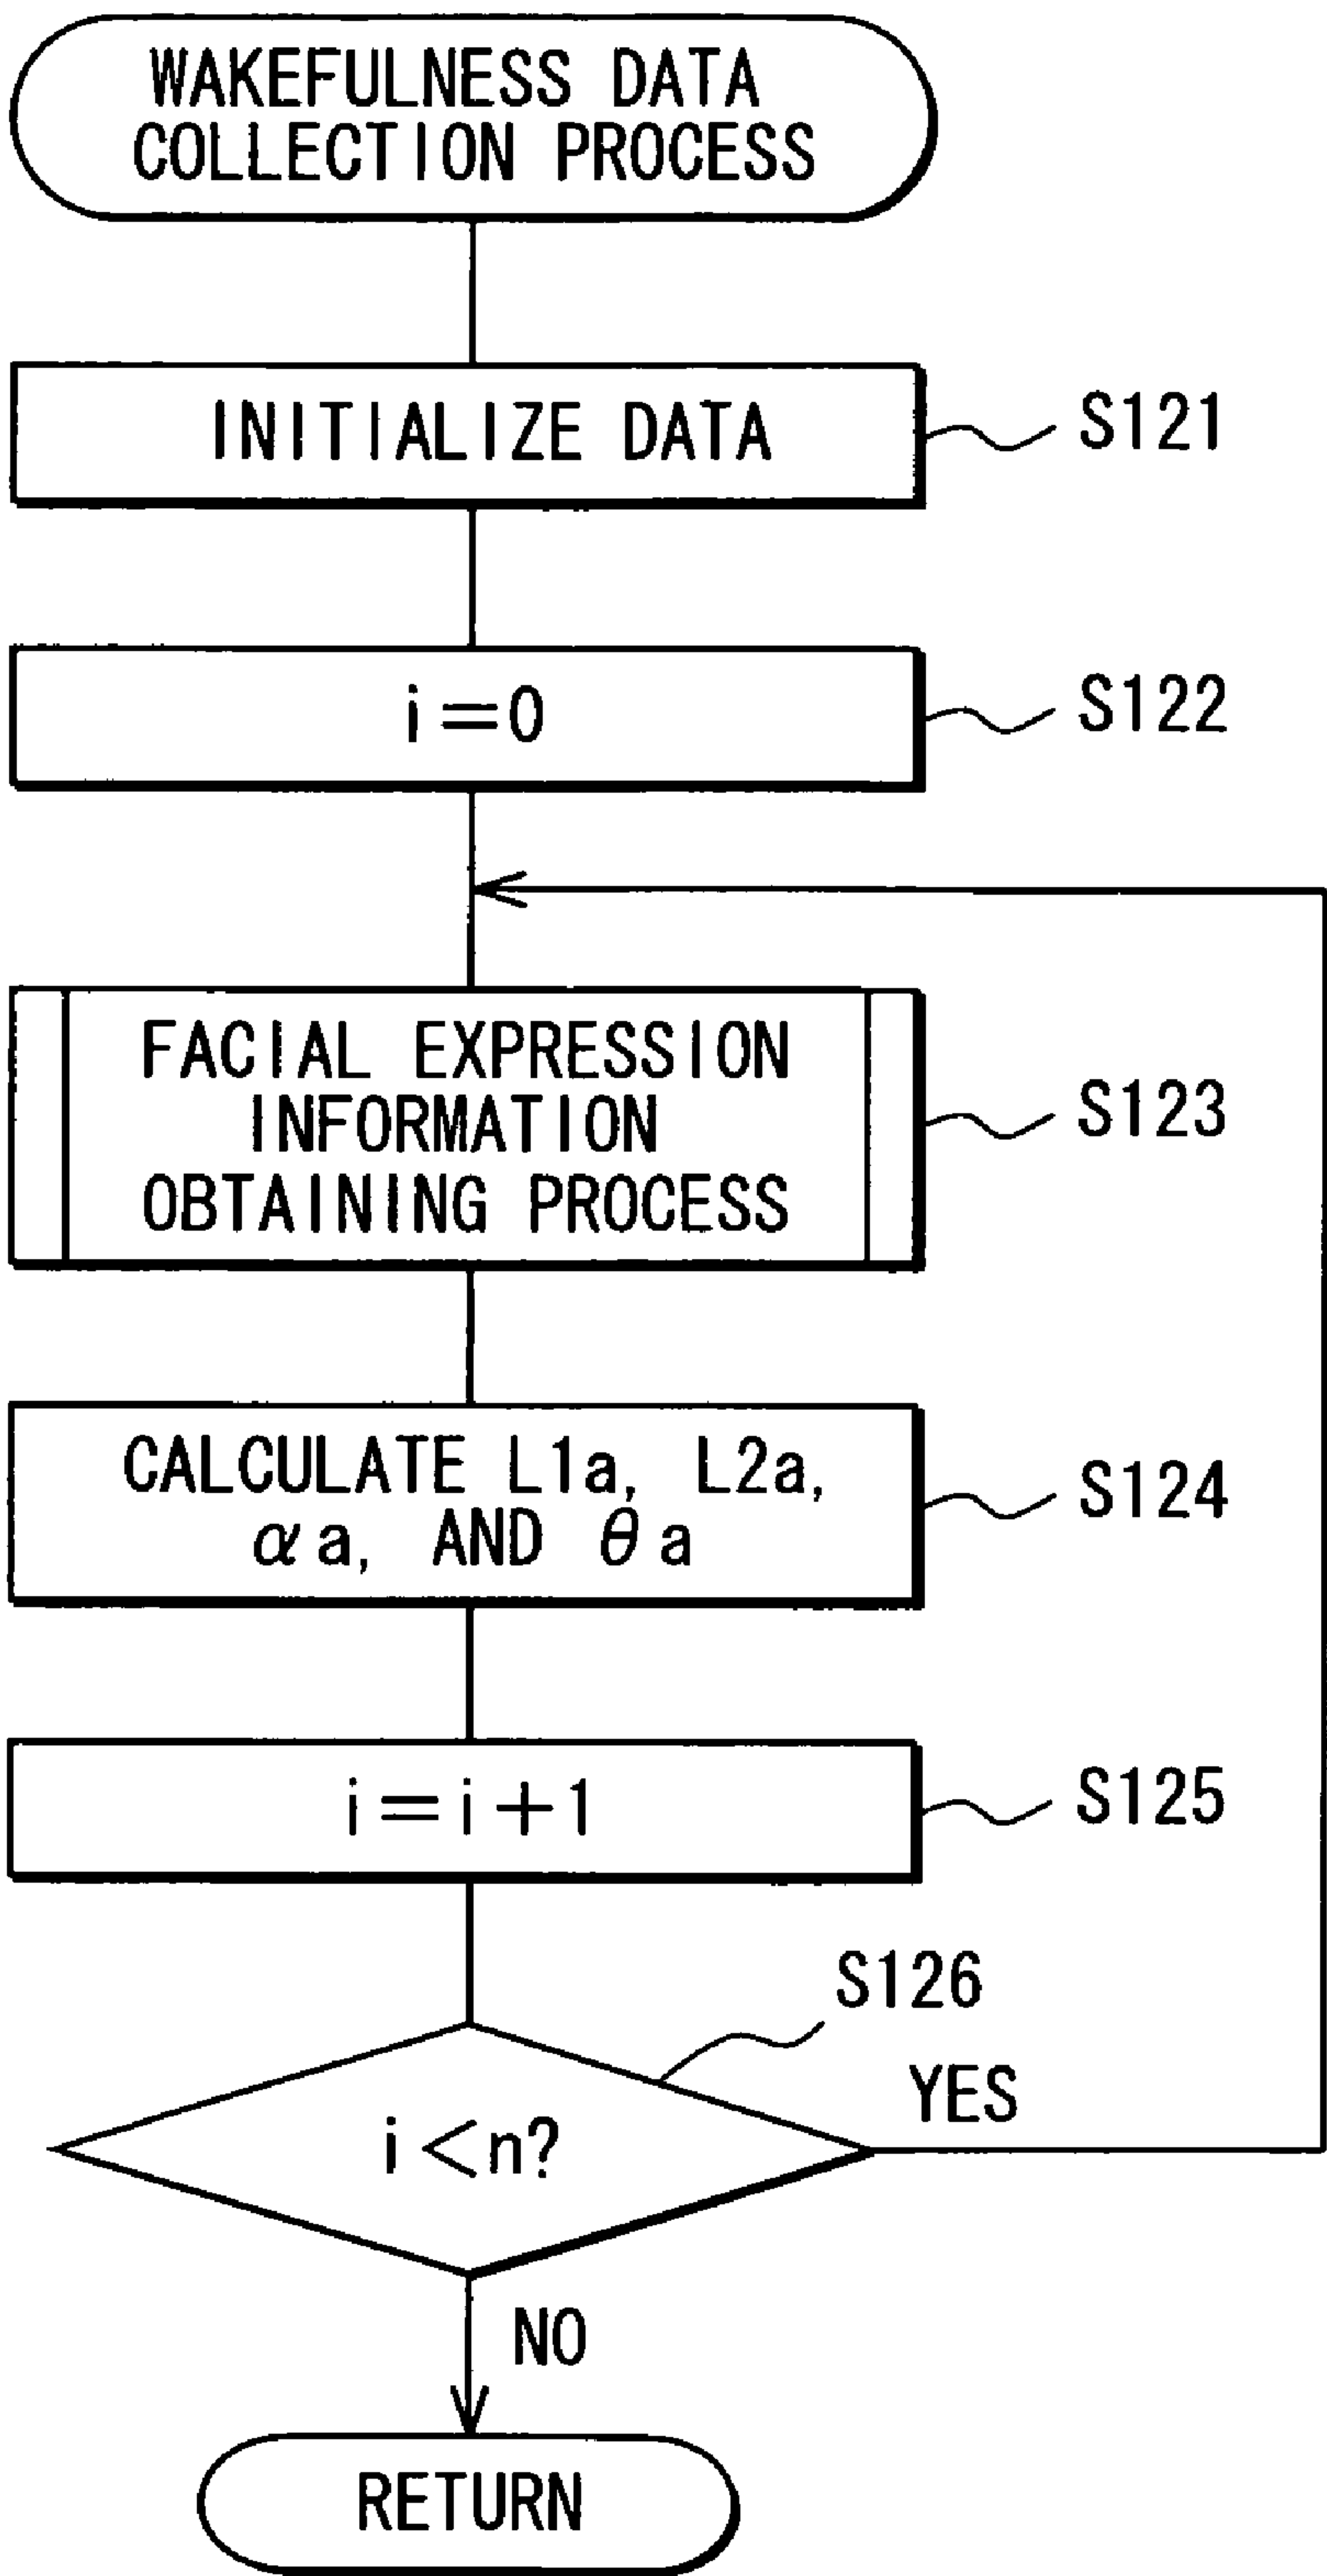 WAKEFULNESS DATA
COLLECTION PROCESS
INITIALIZE DATA
S121
i=0
S122
FACIAL EXPRESSION
INFORMATION
OBTAINING PROCESS
S123
CALCULATE L1a, L2a,
αa, AND θa
S124
i=i+1
S125
S126
i<n?
YES
NO
RETURN